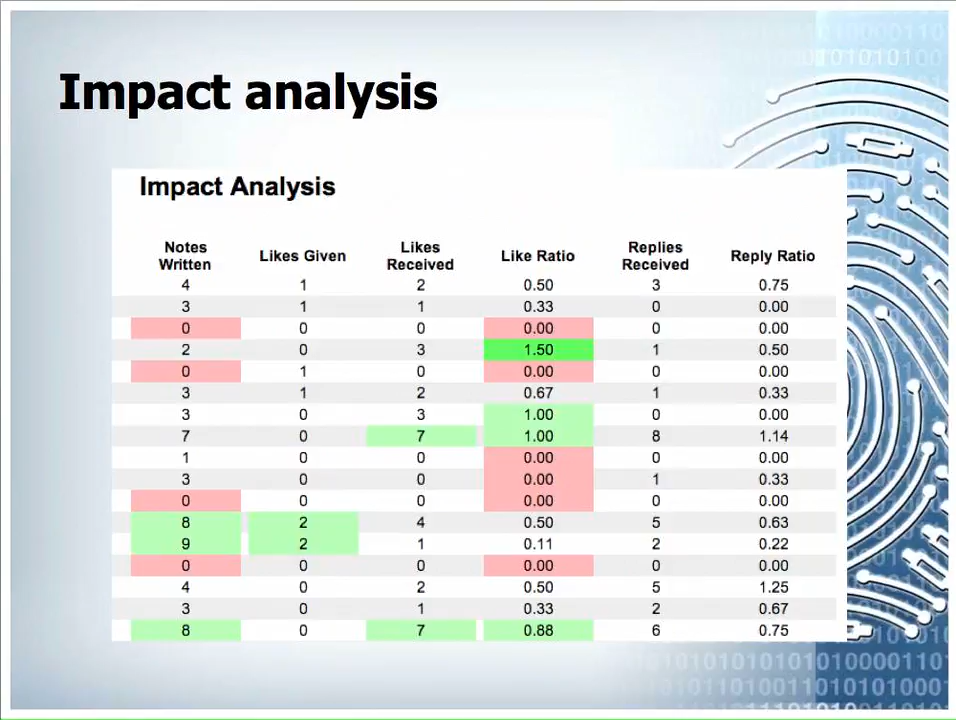 Impact analysis
Impact Analysis
Notes Written Likes Given Likes Received Like Ratio Replies Received Reply Ratio
4 1 2 0.50 3 0.75
3 1 1 0.33 0 0.00
0 0 0 0.00 0 0.00
2 0 3 1.50 1 0.50
0 1 0 0.00 0 0.00
3 1 2 0.67 1 0.33
3 0 3 1.00 0 0.00
7 0 7 1.00 8 1.14
1 0 0 0.00 0 0.00
3 0 0 0.00 1 0.33
0 0 0 0.00 0 0.00
8 2 4 0.50 5 0.63
9 2 1 0.11 2 0.22
0 0 0 0.00 0 0.00
4 0 2 0.50 5 1.25
3 0 1 0.33 2 0.67
8 0 7 0.88 6 0.75